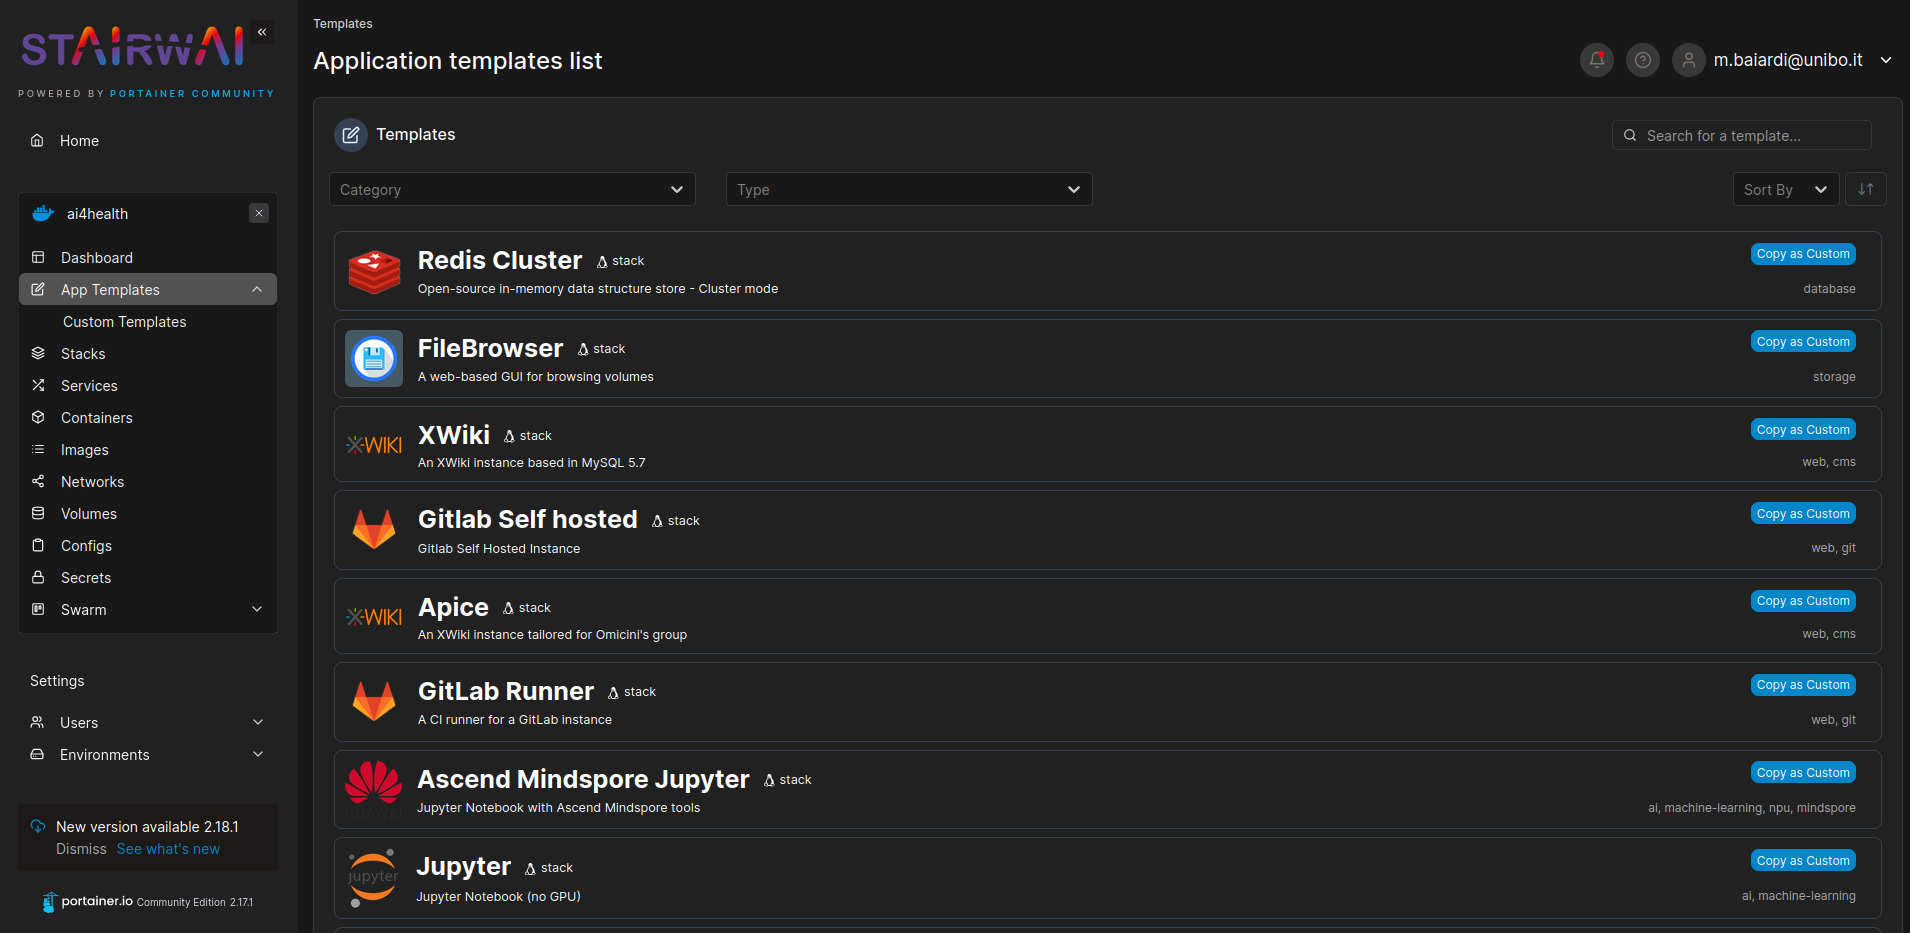 STAIRWAI
«
POWERED BY PORTAINER COMMUNITY
Home
ai4health
Dashboard
App Templates
Custom Templates
Stacks
Services
Containers
Images
Networks
Volumes
Configs
Secrets
Swarm
Settings
Users
Environments
New version available 2.18.1
Dismiss See what's new
portainer.io Community Edition 2.17.1
Templates
Application templates list
m.baiardi@unibo.it
Templates
Search for a template...
Category
Type
Sort By
Redis Cluster stack
Copy as Custom
Open-source in-memory data structure store - Cluster mode
database
FileBrowser stack
Copy as Custom
A web-based GUI for browsing volumes
storage
X-WIKI
XWiki stack
Copy as Custom
An XWiki instance based in MySQL 5.7
web, cms
Gitlab Self hosted stack
Copy as Custom
Gitlab Self Hosted Instance
web, git
X-WIKI
Apice stack
Copy as Custom
An XWiki instance tailored for Omicini's group
web, cms
GitLab Runner stack
Copy as Custom
A CI runner for a GitLab instance
web, git
HUAWEI
Ascend Mindspore Jupyter stack
Copy as Custom
Jupyter Notebook with Ascend Mindspore tools
ai, machine-learning, npu, mindspore
jupyter
Jupyter stack
Copy as Custom
Jupyter Notebook (no GPU)
ai, machine-learning